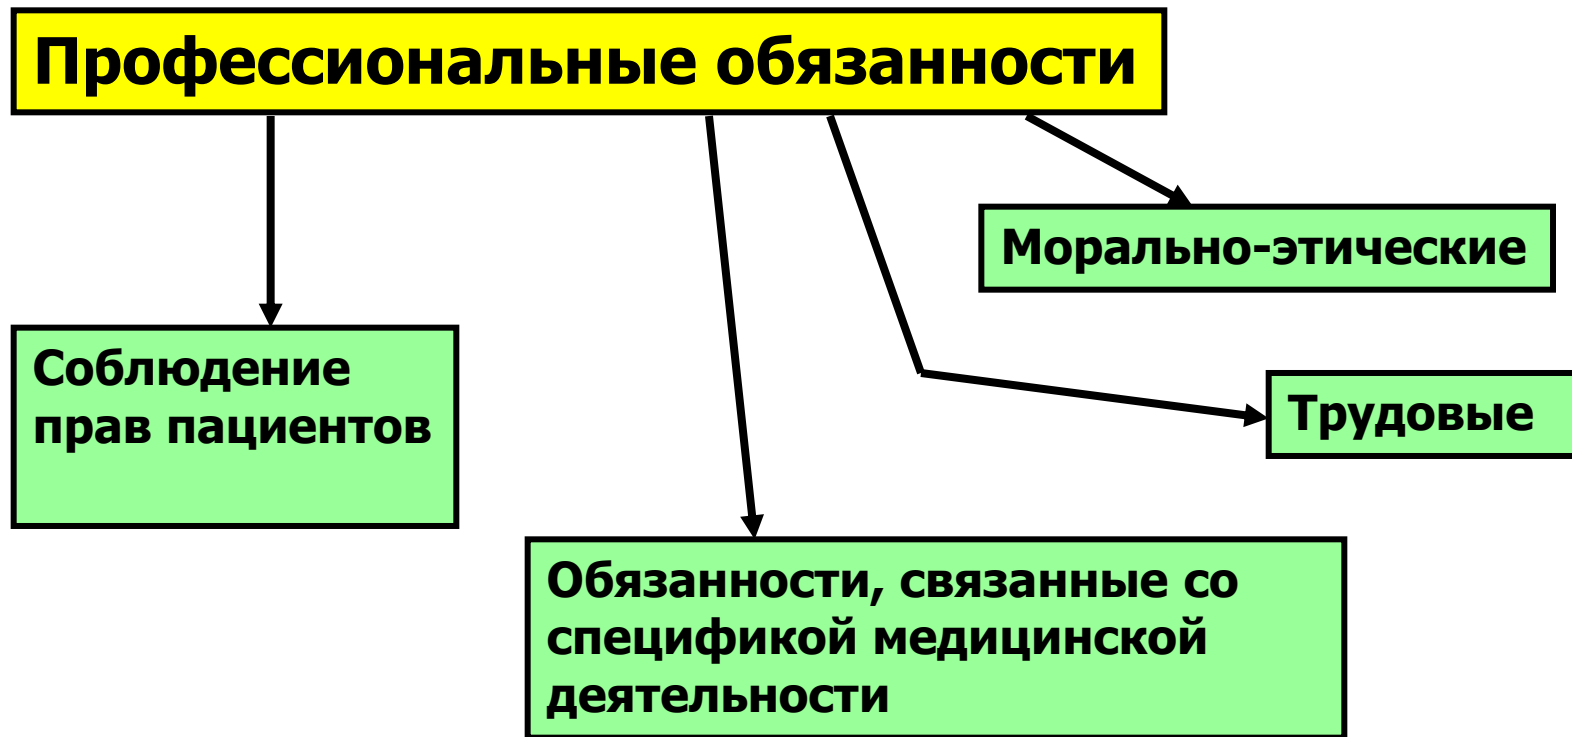 Профессиональные обязанности
Морально-этические
Соблюдение
прав пациентов
Трудовые
Обязанности, связанные со
спецификой медицинской
деятельности